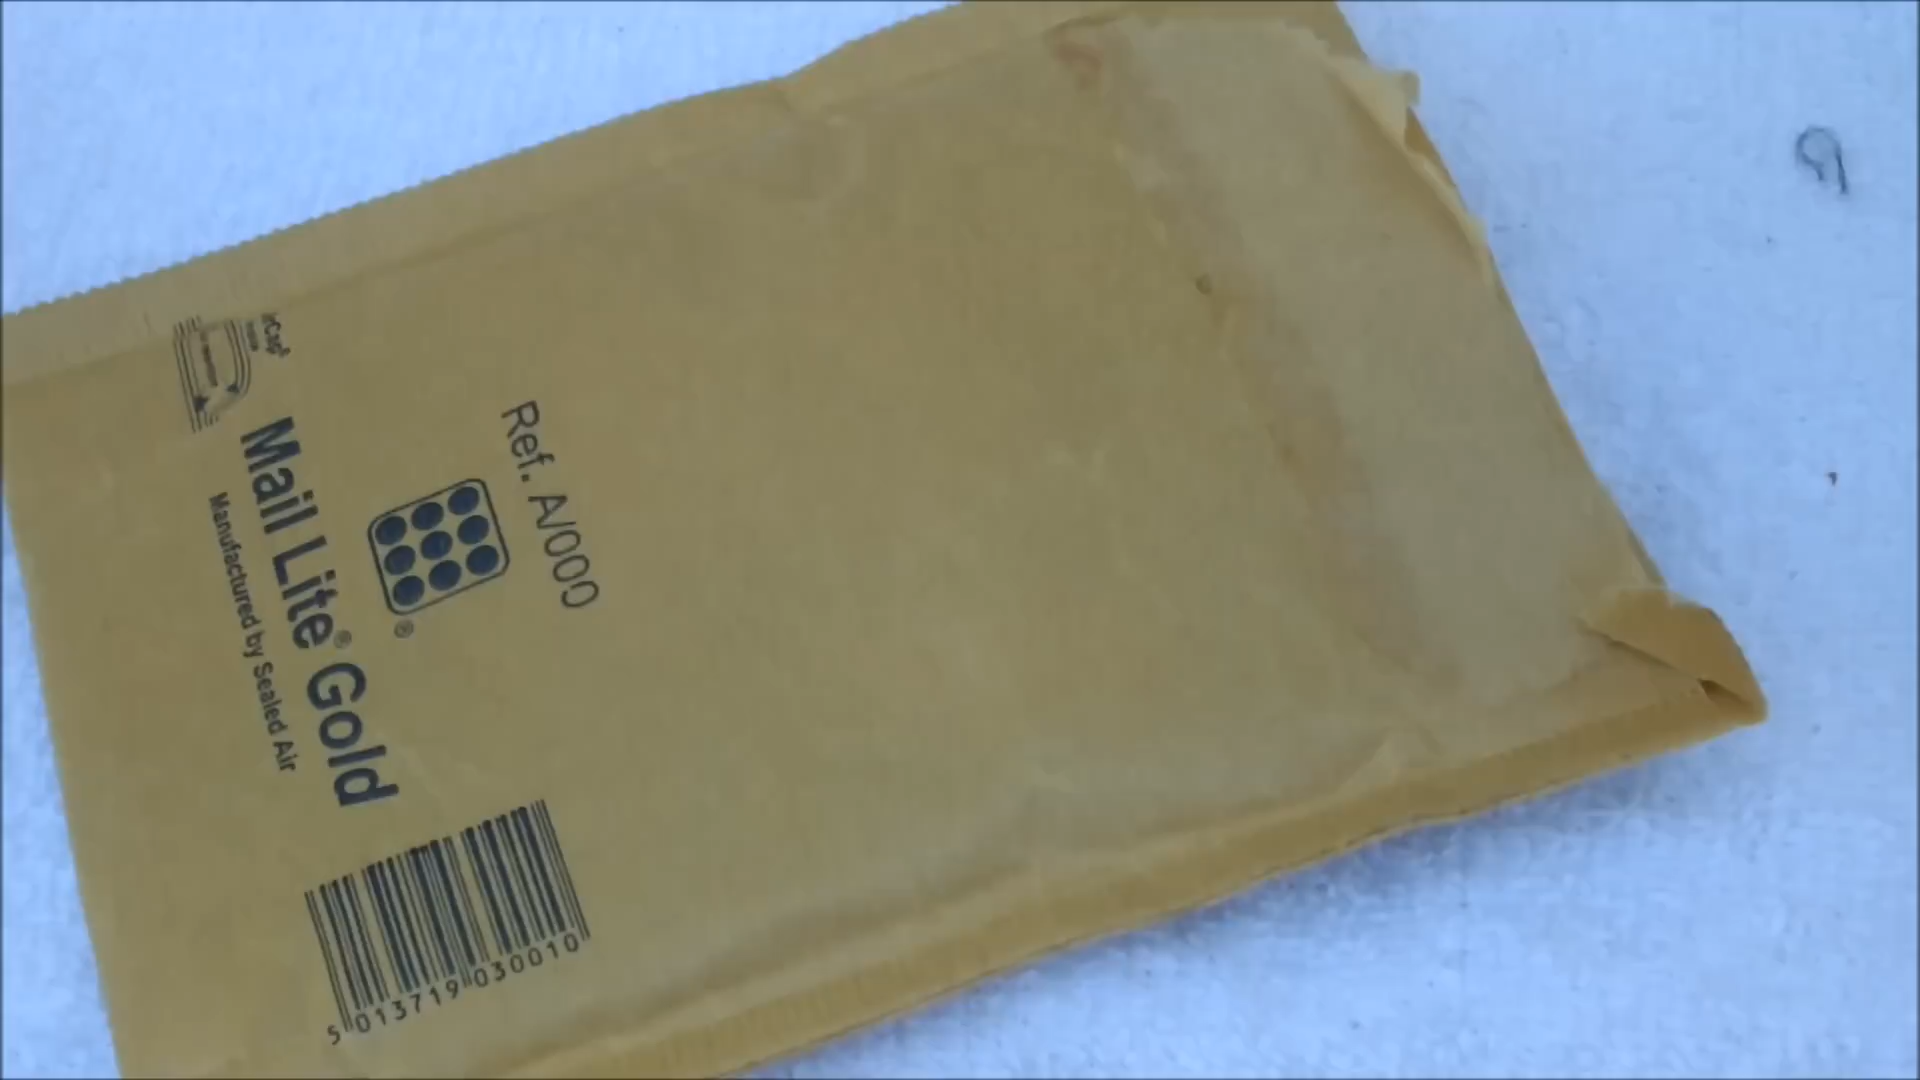 Ref. A/000
®
Mail Lite® Gold
Manufactured by Sealed Air
5 013719 030010